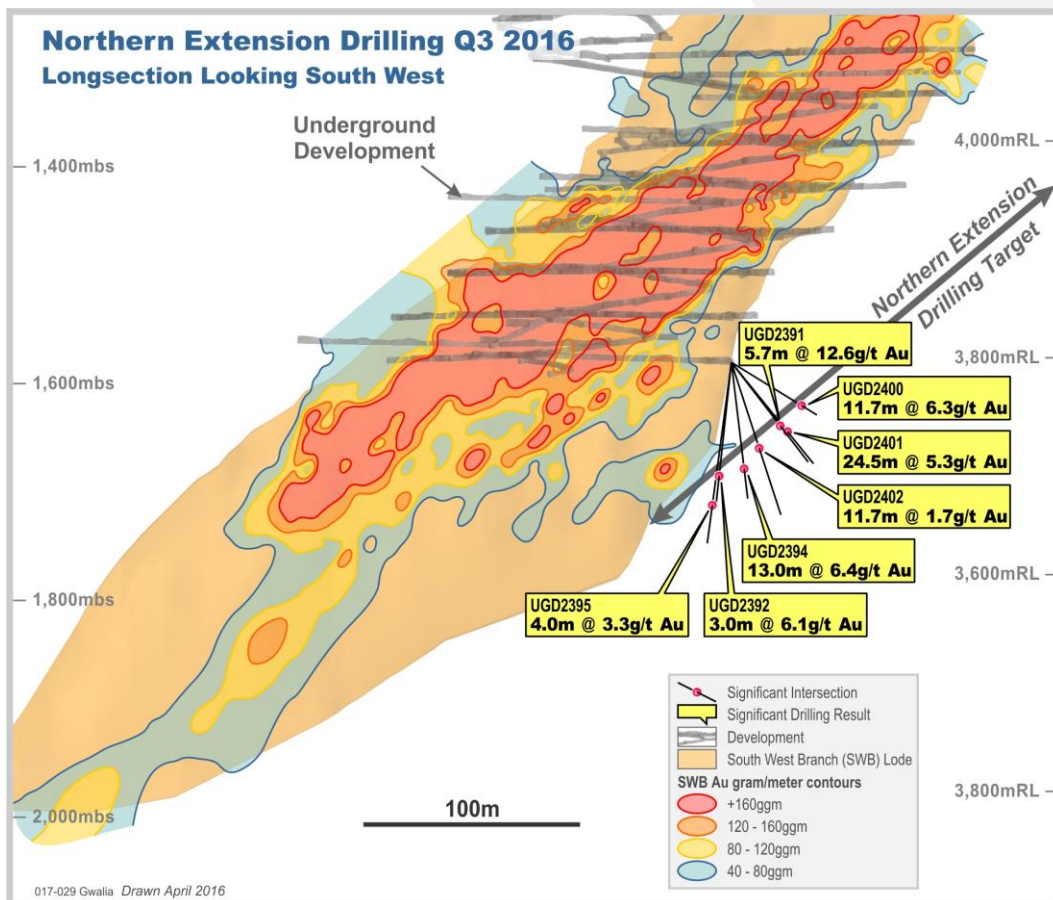 Northern Extension Drilling Q3 2016
Longsection Looking South West
Underground
Development
1,400mbs
1,600mbs
1,800mbs
2,000mbs
4,000mRL
3,800mRL
3,600mRL
3,800mRL
Northern Extension
Drilling Target
UGD2391
5.7m @ 12.6g/t Au
UGD2400
11.7m @ 6.3g/t Au
UGD2401
24.5m @ 5.3g/t Au
UGD2402
11.7m @ 1.7g/t Au
UGD2394
13.0m @ 6.4g/t Au
UGD2395
4.0m @ 3.3g/t Au
UGD2392
3.0m @ 6.1g/t Au
100m
Significant Intersection
Significant Drilling Result
Development
South West Branch (SWB) Lode
SWB Au gram/meter contours
+160ggm
120 - 160ggm
80 - 120ggm
40 - 80ggm
017-029 Gwalia Drawn April 2016